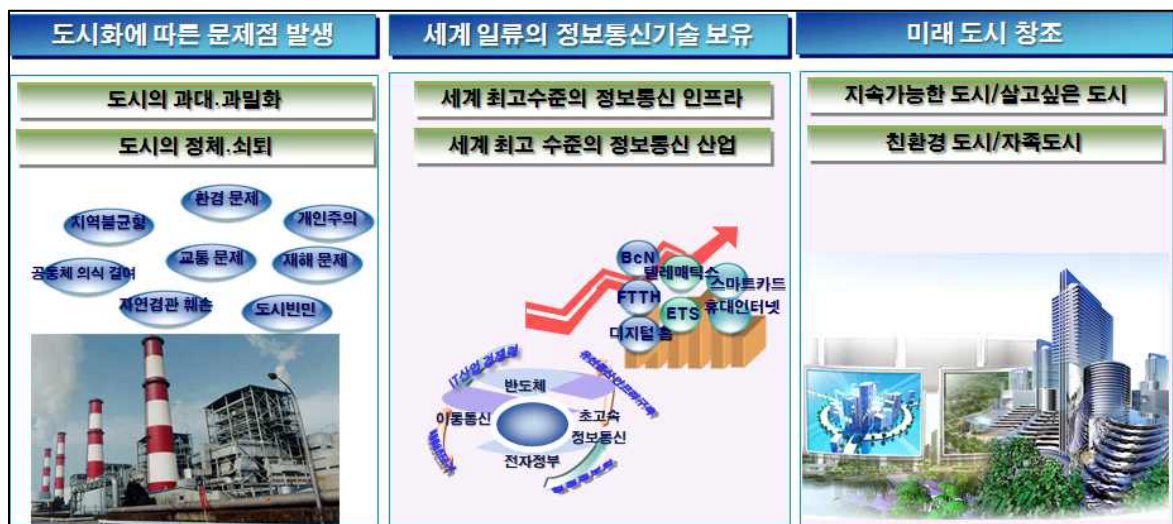 도시화에 따른 문제점 발생
도시의 과대.과밀화
도시의 정체.쇠퇴
환경 문제
지역불균형
개인주의
교통 문제
재해 문제
공동체 의식 결여
자연경관 훼손
도시빈민
세계 일류의 정보통신기술 보유
세계 최고수준의 정보통신 인프라
세계 최고 수준의 정보통신 산업
BcN
텔레매틱스
스마트카드
FTTH
ETS
휴대인터넷
디지털 홈
IT산업 경쟁력
반도체
이동통신
초고속
정보통신
전자정부
미래 도시 창조
지속가능한 도시/살고싶은 도시
친환경 도시/자족도시